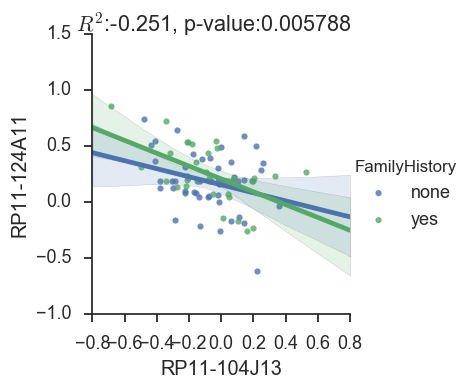 R²:-0.251, p-value:0.005788
1.5
1.0
0.5
0.0
−0.5
−1.0
RP11-124A11
−0.8 −0.6 −0.4 −0.2 0.0 0.2 0.4 0.6 0.8
RP11-104J13
FamilyHistory
none
yes